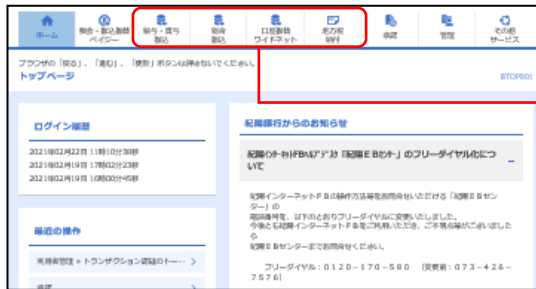 ホーム
照会・振込振替
ペイジー
給与・賞与
振込
総合
振込
口座振替
ワイドネット
地方税
納付
承認
管理
その他
サービス
ブラウザの「戻る」、「進む」、「更新」ボタンは押さないでください。
トップページ
BTOP001
ログイン履歴
2021年02月22日 11時10分38秒
2021年02月19日 17時02分23秒
2021年02月19日 16時00分45秒
最近の操作
利用者管理 » トランザクション認証のトー…
承認
紀陽銀行からのお知らせ
紀陽インターネットFBヘルプデスク「紀陽EBセンター」のフリーダイヤル化につ
いて
紀陽インターネットFBの操作方法等をお問合せいただける「紀陽EBセン
ター」の
電話番号を、以下のとおりフリーダイヤルに変更いたしました。
今後とも紀陽インターネットFBをご利用いただき、ご不明点等がございました
ら
紀陽EBセンターまでお問合せください。
フリーダイヤル:0120-170-580 (変更前:073-426-
7576)